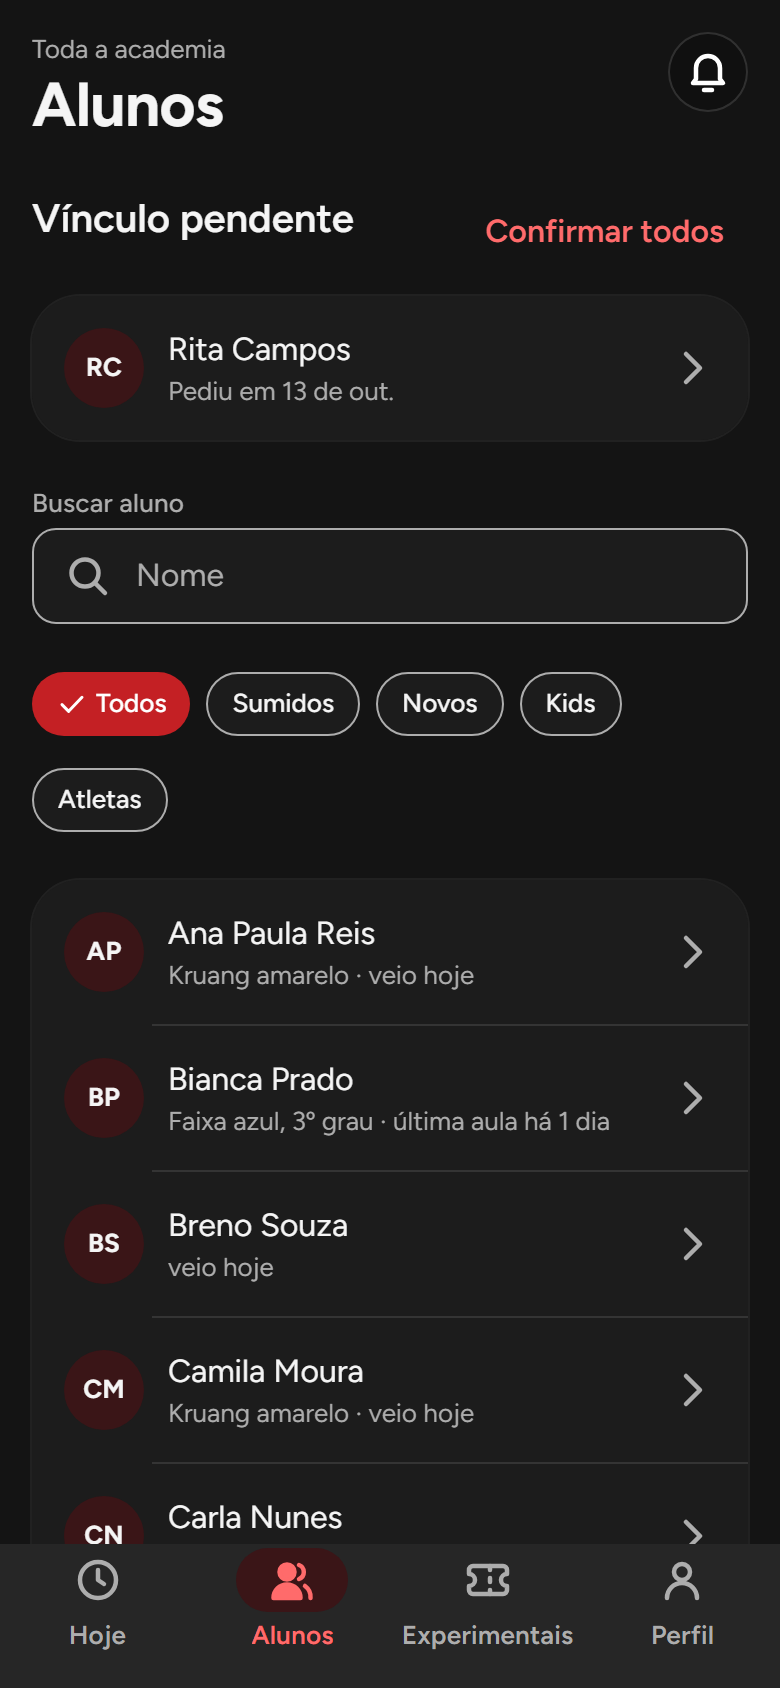 Toda a academia
Alunos
Vínculo pendente
Confirmar todos
RC
Rita Campos
Pediu em 13 de out.
Buscar aluno
Nome
Todos
Sumidos
Novos
Kids
Atletas
AP
Ana Paula Reis
Kruang amarelo · veio hoje
BP
Bianca Prado
Faixa azul, 3º grau · última aula há 1 dia
BS
Breno Souza
veio hoje
CM
Camila Moura
Kruang amarelo · veio hoje
CN
Carla Nunes
Hoje
Alunos
Experimentais
Perfil